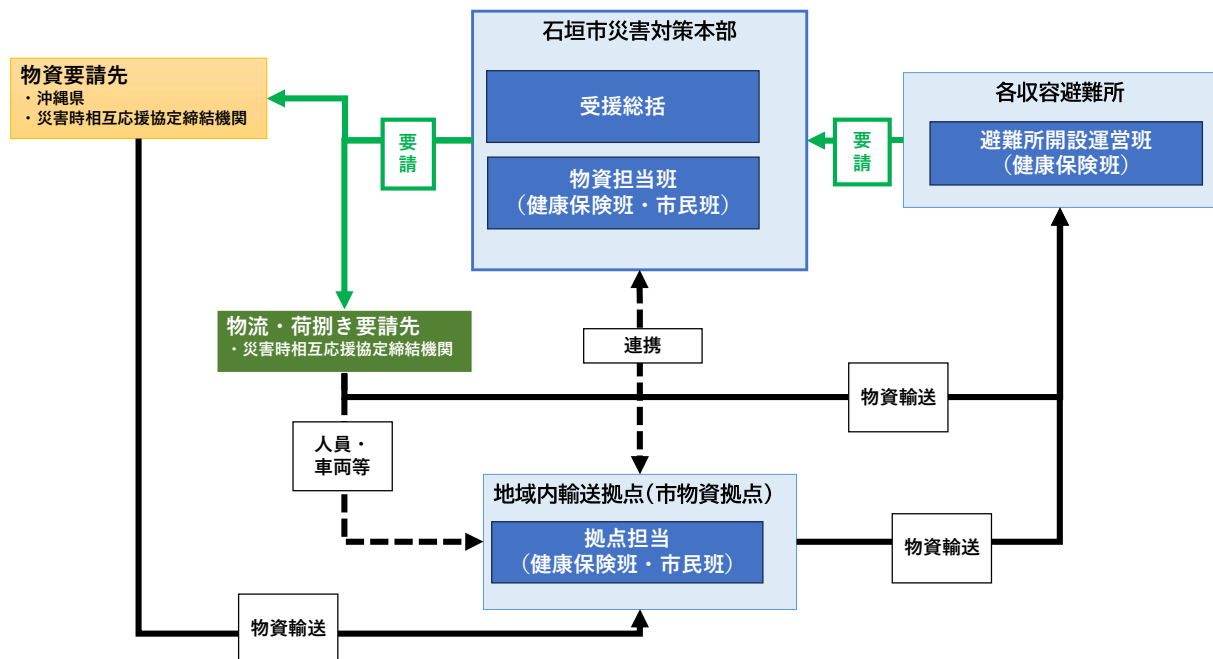 石垣市災害対策本部
受援総括
物資担当班
（健康保険班・市民班）
物資要請先
・沖縄県
・災害時相互応援協定締結機関
要請
要請
各収容避難所
避難所開設運営班
（健康保険班）
物流・荷捌き要請先
・災害時相互応援協定締結機関
連携
物資輸送
人員・
車両等
地域内輸送拠点（市物資拠点）
拠点担当
（健康保険班・市民班）
物資輸送
物資輸送